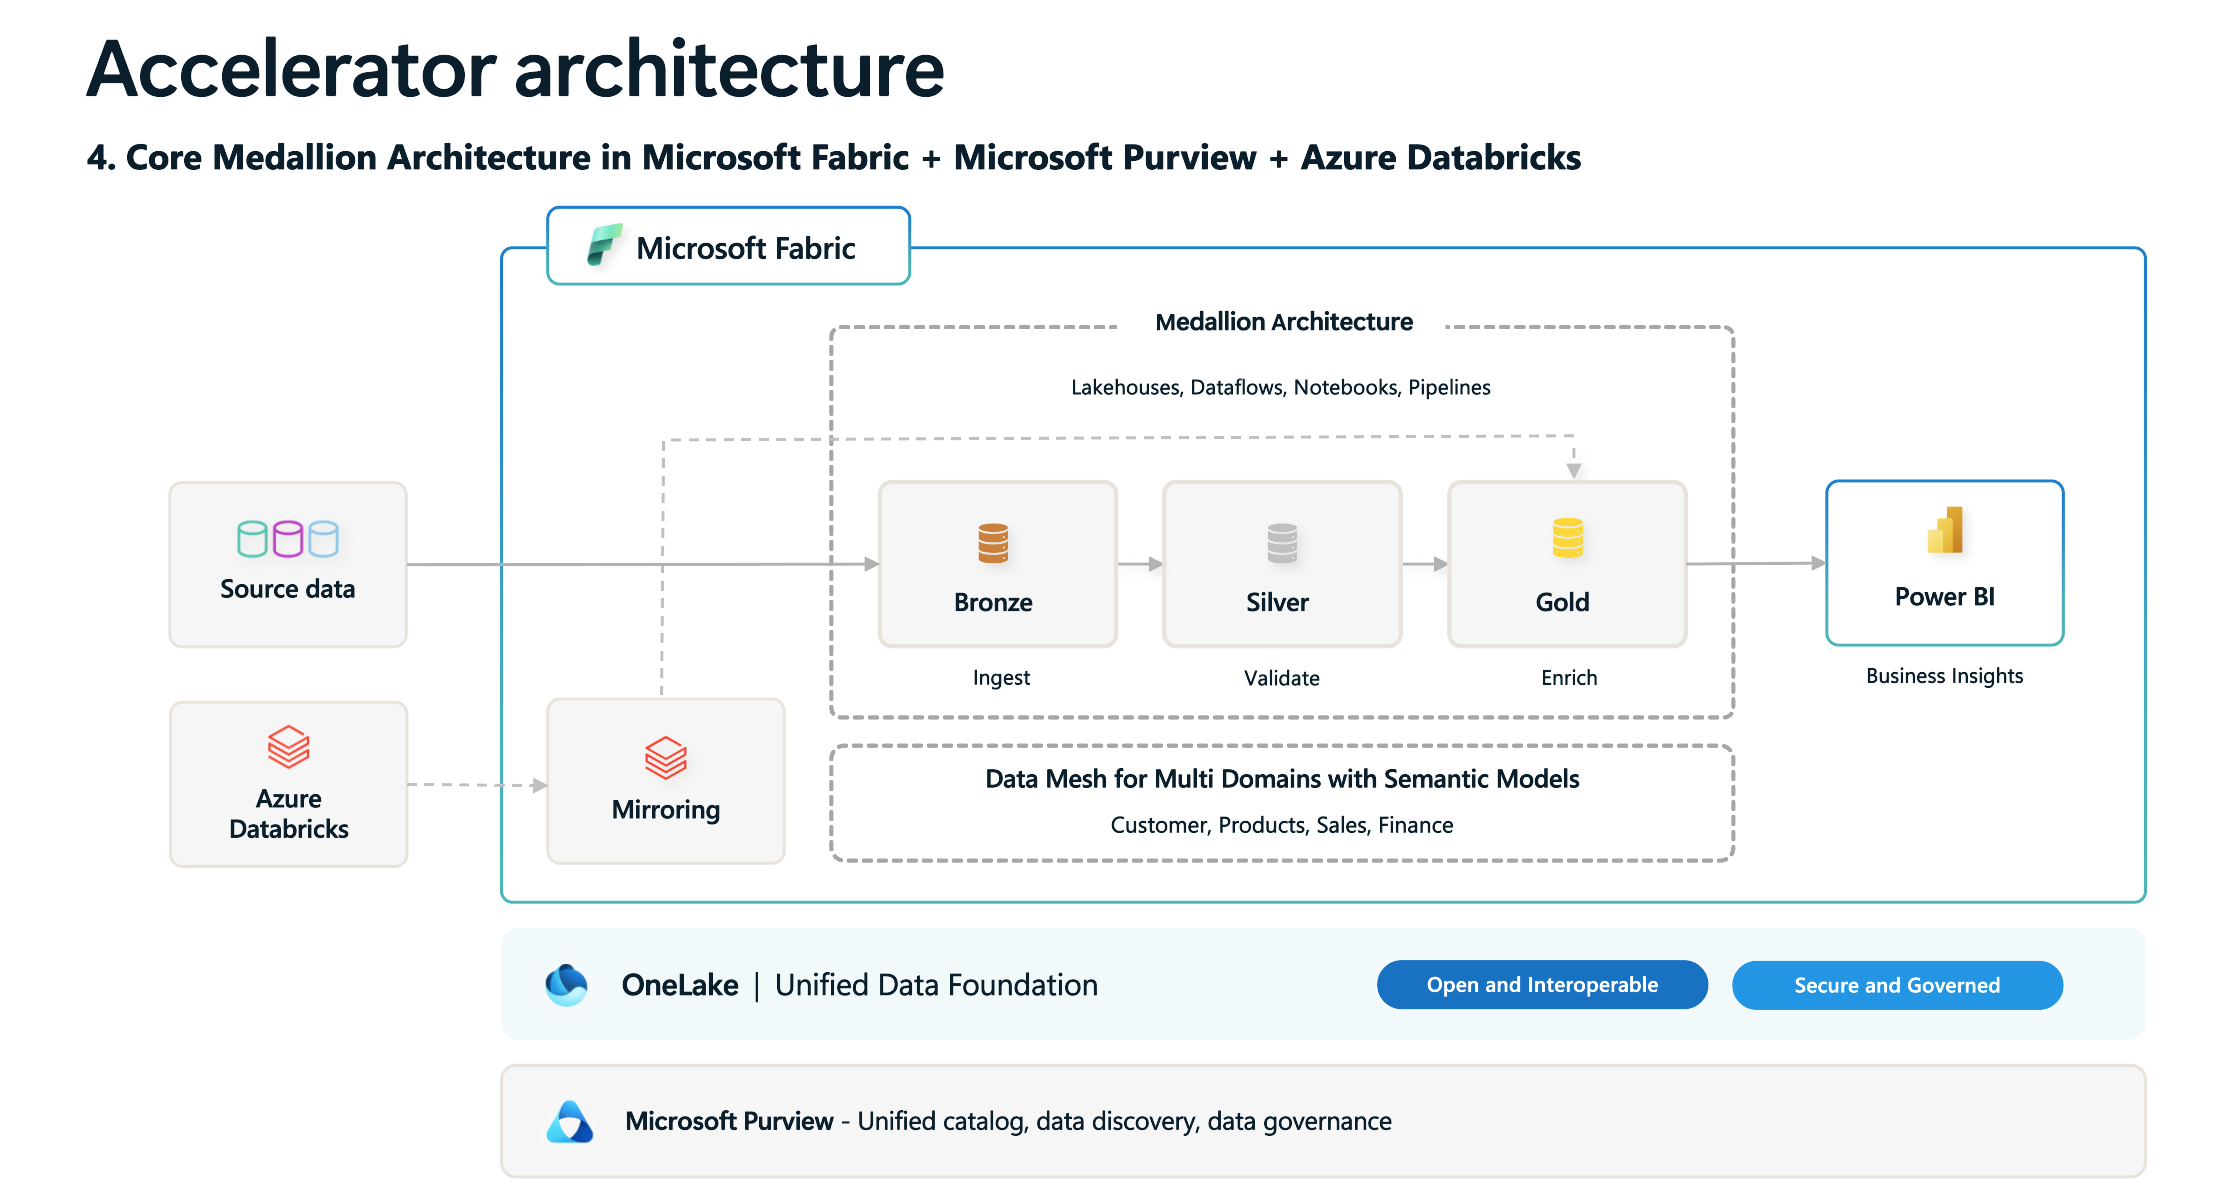 Accelerator architecture
4. Core Medallion Architecture in Microsoft Fabric + Microsoft Purview + Azure Databricks
Microsoft Fabric
Medallion Architecture
Lakehouses, Dataflows, Notebooks, Pipelines
Source data
Bronze
Silver
Gold
Power BI
Ingest
Validate
Enrich
Business Insights
Azure
Databricks
Mirroring
Data Mesh for Multi Domains with Semantic Models
Customer, Products, Sales, Finance
OneLake | Unified Data Foundation
Open and Interoperable
Secure and Governed
Microsoft Purview - Unified catalog, data discovery, data governance